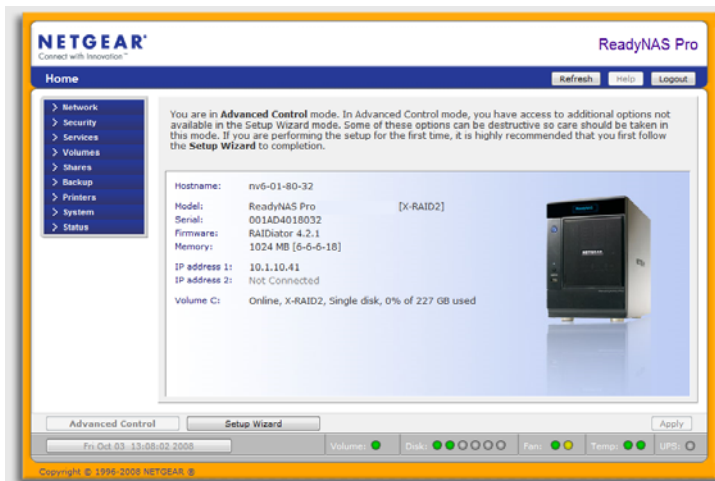 NETGEAR®
Connect with Innovation™
ReadyNAS Pro
Home
Refresh
Help
Logout
> Network
> Security
> Services
> Volumes
> Shares
> Backup
> Printers
> System
> Status
You are in Advanced Control mode. In Advanced Control mode, you have access to additional options not
available in the Setup Wizard mode. Some of these options can be destructive so care should be taken in
this mode. If you are performing the setup for the first time, it is highly recommended that you first follow
the Setup Wizard to completion.
Hostname: nv6-01-80-32
Model: ReadyNAS Pro [X-RAID2]
Serial: 001AD4018032
Firmware: RAIDiator 4.2.1
Memory: 1024 MB [6-6-6-18]
IP address 1: 10.1.10.41
IP address 2: Not Connected
Volume C: Online, X-RAID2, Single disk, 0% of 227 GB used
NETGEAR
Advanced Control
Setup Wizard
Apply
Fri Oct 03 13:08:02 2008
Volume:
Disk:
Fan:
Temp:
UPS:
Copyright © 1996-2008 NETGEAR ®